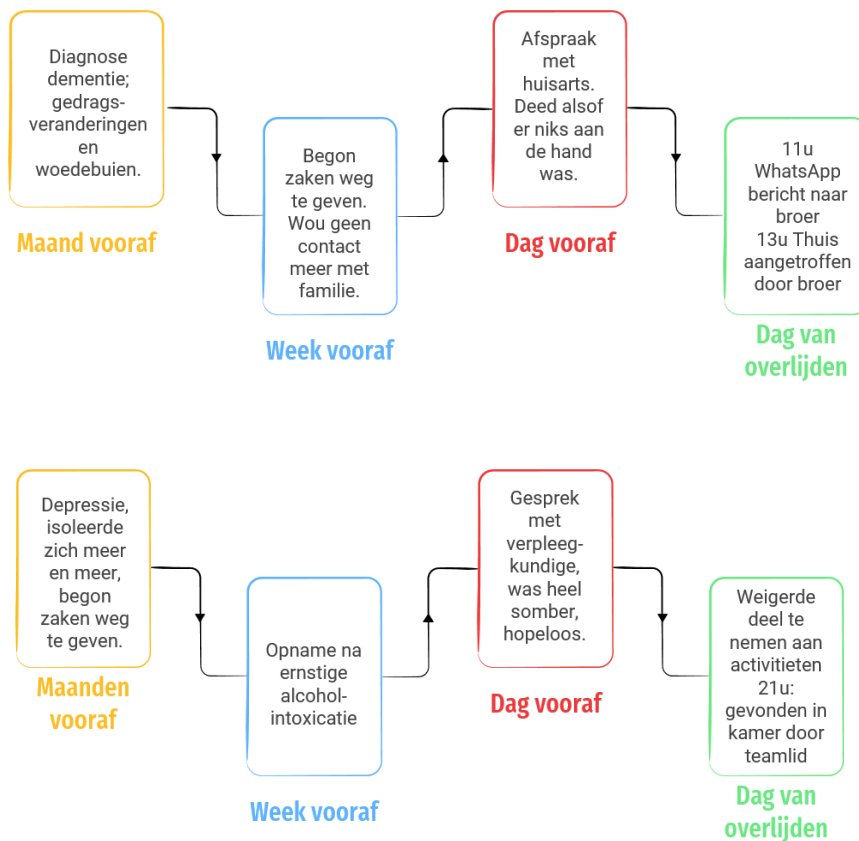 Diagnose
dementie;
gedrags-
veranderingen
en
woedebuien.
Maand vooraf
Begon
zaken weg
te geven.
Wou geen
contact
meer met
familie.
Week vooraf
Afspraak
met
huisarts.
Deed alsof
er niks aan
de hand
was.
Dag vooraf
11u
WhatsApp
bericht naar
broer
13u Thuis
aangetroffen
door broer
Dag van
overlijden
Depressie,
isoleerde
zich meer
en meer,
begon
zaken weg
te geven.
Maanden
vooraf
Opname na
ernstige
alcohol-
intoxicatie
Week vooraf
Gesprek
met
verpleeg-
kundige,
was heel
somber,
hopeloos.
Dag vooraf
Weigerde
deel te
nemen aan
activitieten
21u:
gevonden in
kamer door
teamlid
Dag van
overlijden